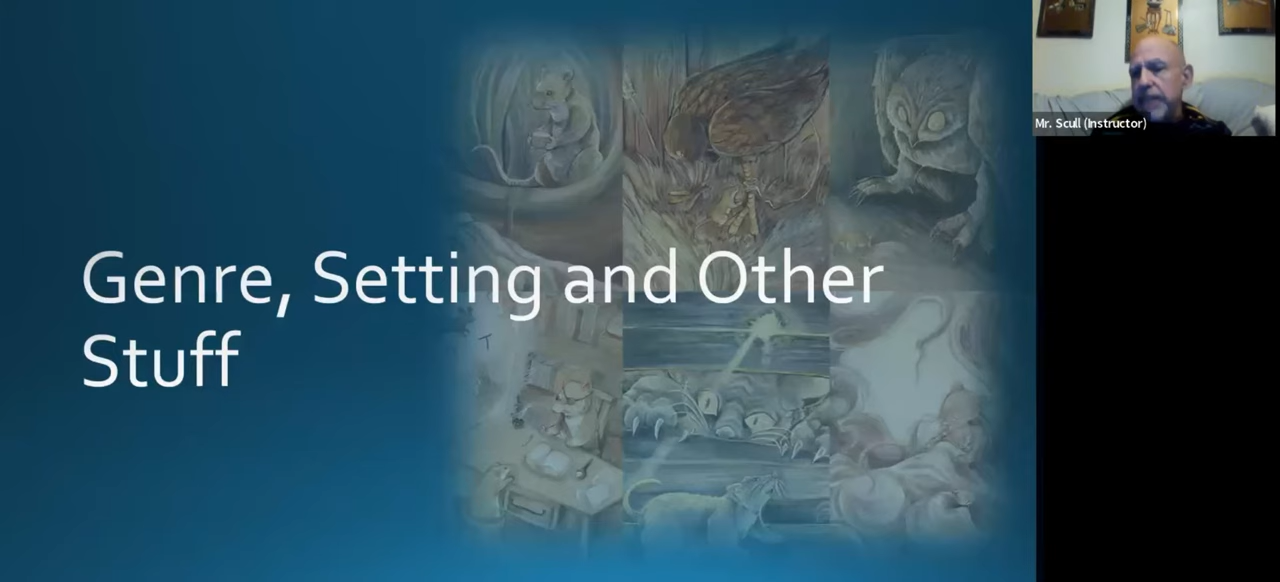 Genre, Setting and Other
Stuff
Mr. Scull (Instructor)